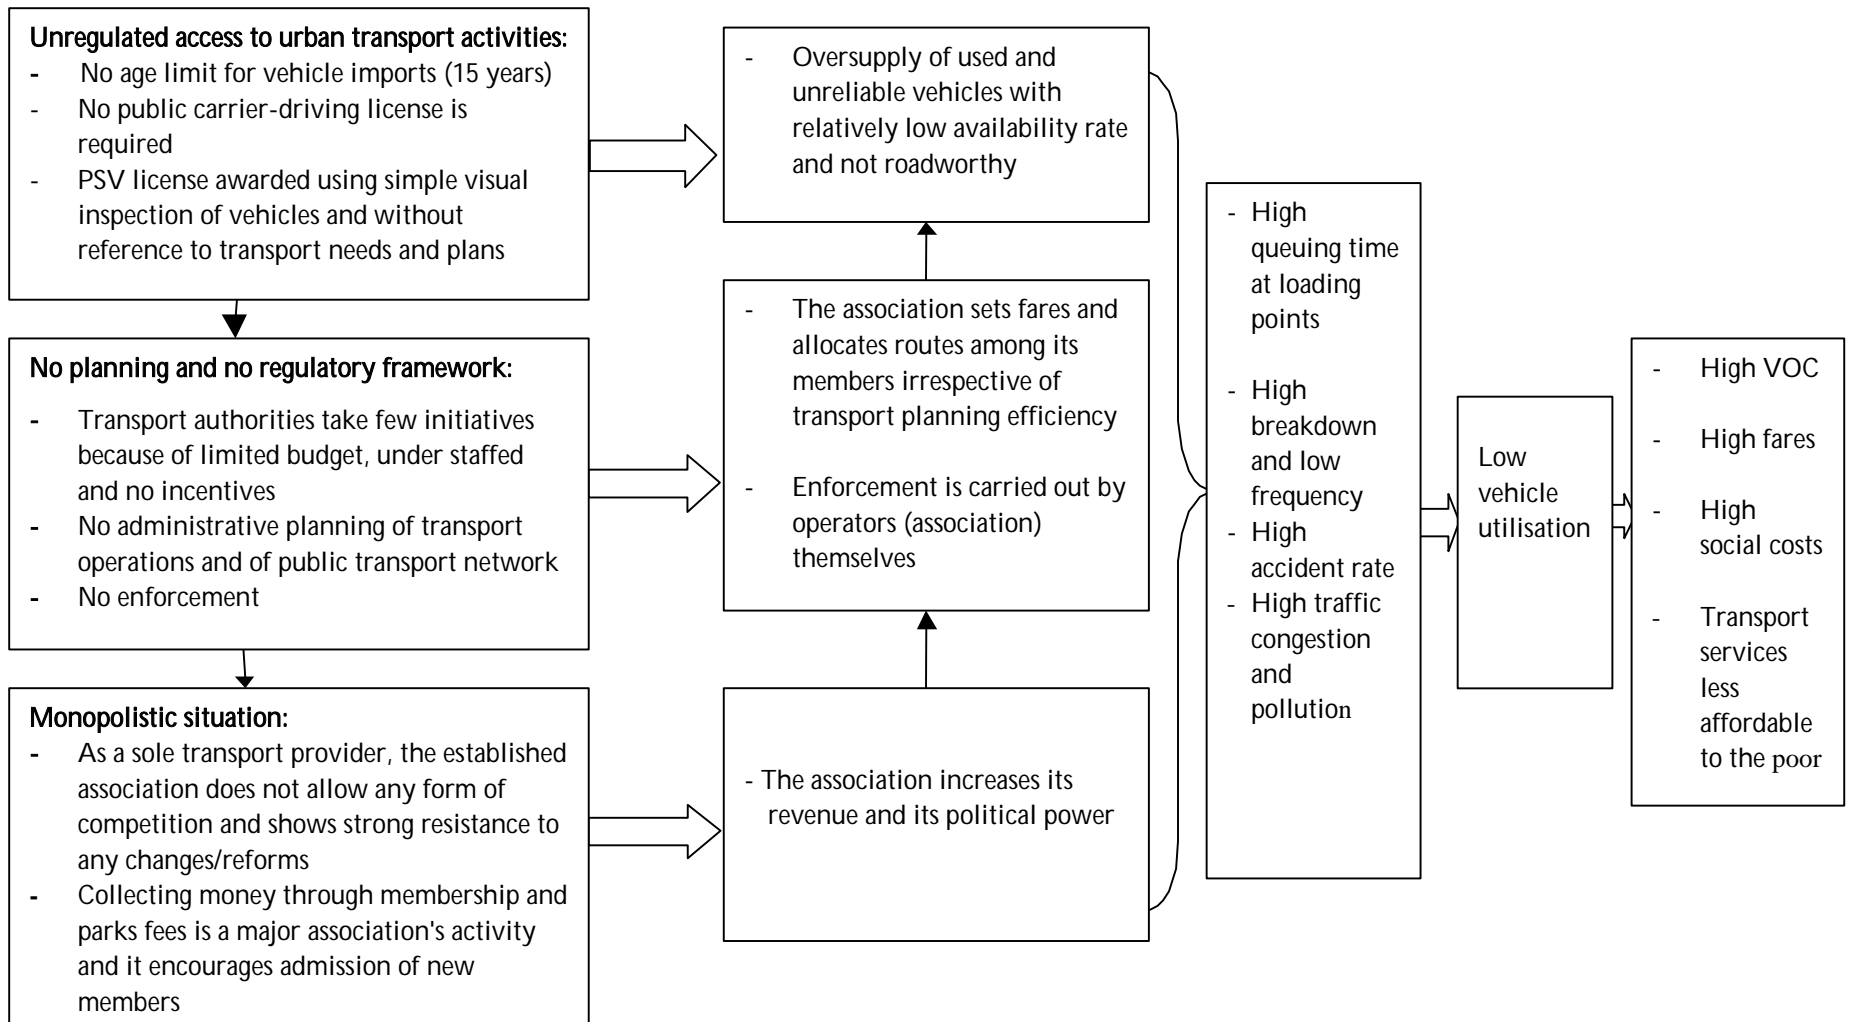 Unregulated access to urban transport activities:
- No age limit for vehicle imports (15 years)
- No public carrier-driving license is
required
- PSV license awarded using simple visual
inspection of vehicles and without
reference to transport needs and plans
No planning and no regulatory framework:
- Transport authorities take few initiatives
because of limited budget, under staffed
and no incentives
- No administrative planning of transport
operations and of public transport network
- No enforcement
Monopolistic situation:
- As a sole transport provider, the established
association does not allow any form of
competition and shows strong resistance to
any changes/reforms
- Collecting money through membership and
parks fees is a major association's activity
and it encourages admission of new
members
- Oversupply of used and
unreliable vehicles with
relatively low availability rate
and not roadworthy
- The association sets fares and
allocates routes among its
members irrespective of
transport planning efficiency
- Enforcement is carried out by
operators (association)
themselves
- The association increases its
revenue and its political power
- High
queuing time
at loading
points
- High
breakdown
and low
frequency
- High
accident rate
- High traffic
congestion
and
pollution
Low
vehicle
utilisation
- High VOC
- High fares
- High
social costs
- Transport
services
less
affordable
to the poor